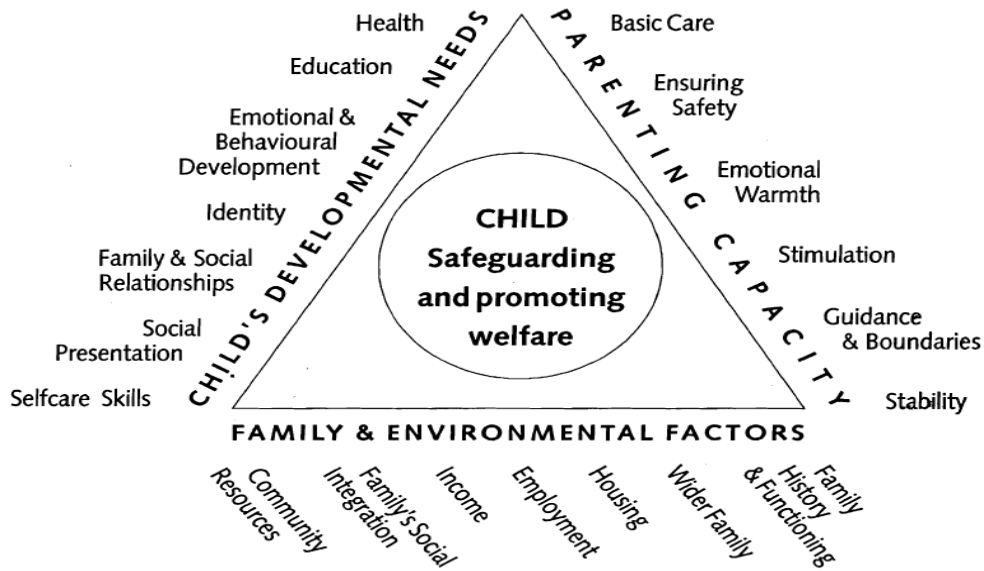 Health
Education
Emotional &
Behavioural
Development
Identity
Family & Social
Relationships
Social
Presentation
Selfcare Skills
CHILD'S DEVELOPMENTAL NEEDS
PARENTING CAPACITY
Basic Care
Ensuring
Safety
Emotional
Warmth
Stimulation
Guidance
& Boundaries
Stability
CHILD
Safeguarding
and promoting
welfare
FAMILY & ENVIRONMENTAL FACTORS
Community
Resources
Family's Social
Integration
Income
Employment
Housing
Wider Family
Family
History
& Functioning